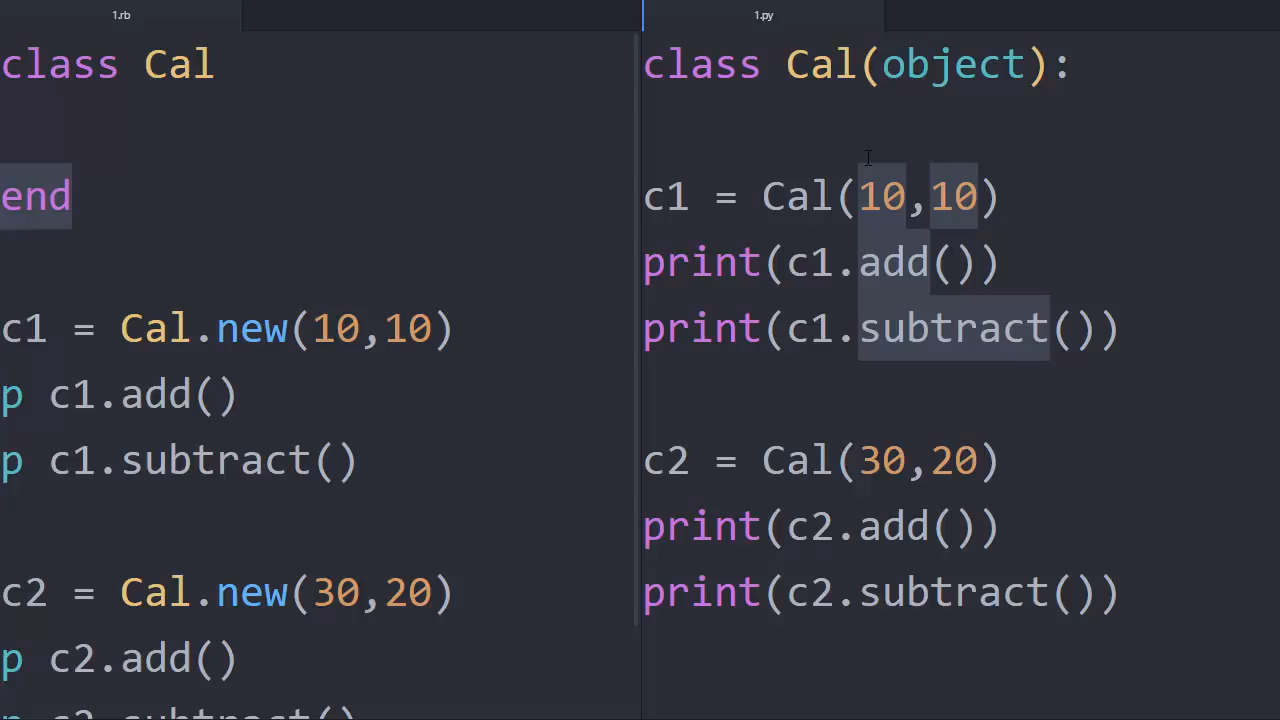 1.rb
class Cal
end
c1 = Cal.new(10,10)
p c1.add()
p c1.subtract()
c2 = Cal.new(30,20)
p c2.add()
p c2.subtract()
1.py
class Cal(object):
c1 = Cal(10,10)
print(c1.add())
print(c1.subtract())
c2 = Cal(30,20)
print(c2.add())
print(c2.subtract())